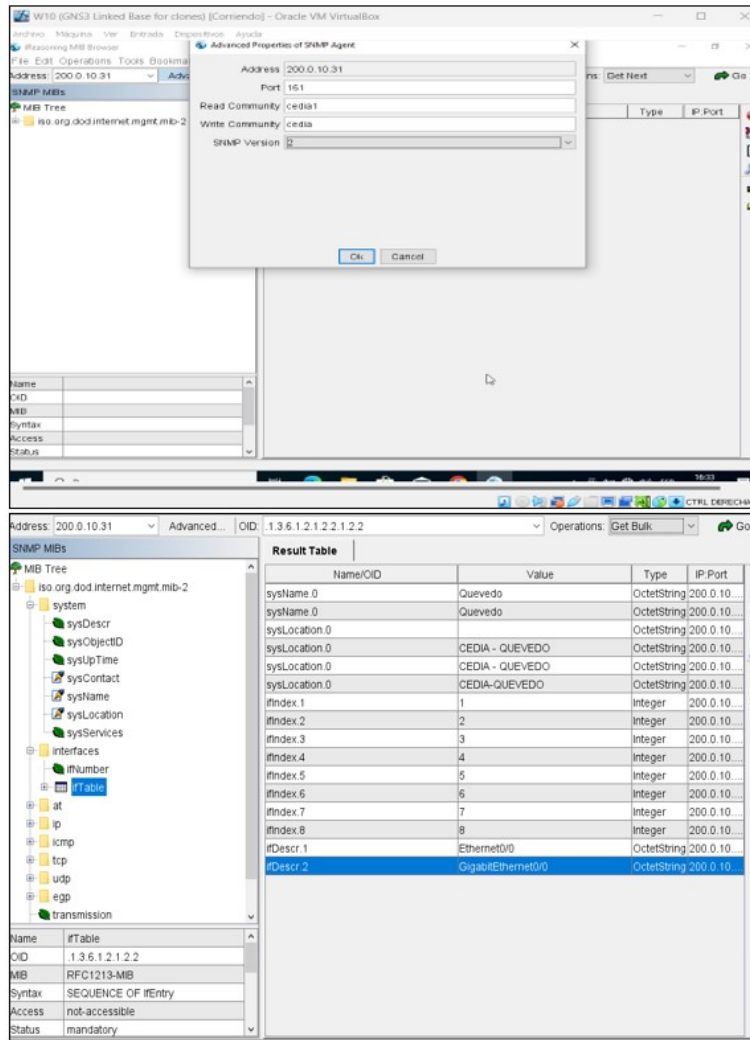 W10 (GNS3 Linked Base for clones) [Corriendo] - Oracle VM VirtualBox
Archivo Máquina Ver Entrada Dispositivos Ayuda
iReasoning MIB Browser
Advanced Properties of SNMP Agent
File Edit Operations Tools Bookma
Address: 200.0.10.31 Adv
ns: Get Next Go
Address 200.0.10.31
Port 161
Read Community cedia1
Write Community cedia
SNMP Version 2
Ok Cancel
SNMP MIBs
MIB Tree
iso.org.dod.internet.mgmt.mib-2
Type IP:Port
Name
OID
MIB
Syntax
Access
Status
16:33
CTRL DERECHA
Address: 200.0.10.31 Advanced... OID: .1.3.6.1.2.1.2.2.1.2.2 Operations: Get Bulk Go
SNMP MIBs
MIB Tree
iso.org.dod.internet.mgmt.mib-2
system
sysDescr
sysObjectID
sysUpTime
sysContact
sysName
sysLocation
sysServices
interfaces
ifNumber
ifTable
at
ip
icmp
tcp
udp
egp
transmission
Result Table
Name/OID Value Type IP:Port
sysName.0 Quevedo OctetString 200.0.10....
sysName.0 Quevedo OctetString 200.0.10....
sysLocation.0 OctetString 200.0.10....
sysLocation.0 CEDIA - QUEVEDO OctetString 200.0.10....
sysLocation.0 CEDIA - QUEVEDO OctetString 200.0.10....
sysLocation.0 CEDIA-QUEVEDO OctetString 200.0.10....
ifIndex.1 1 Integer 200.0.10....
ifIndex.2 2 Integer 200.0.10....
ifIndex.3 3 Integer 200.0.10....
ifIndex.4 4 Integer 200.0.10....
ifIndex.5 5 Integer 200.0.10....
ifIndex.6 6 Integer 200.0.10....
ifIndex.7 7 Integer 200.0.10....
ifIndex.8 8 Integer 200.0.10....
ifDescr.1 Ethernet0/0 OctetString 200.0.10....
ifDescr.2 GigabitEthernet0/0 OctetString 200.0.10....
Name ifTable
OID .1.3.6.1.2.1.2.2
MIB RFC1213-MIB
Syntax SEQUENCE OF IfEntry
Access not-accessible
Status mandatory